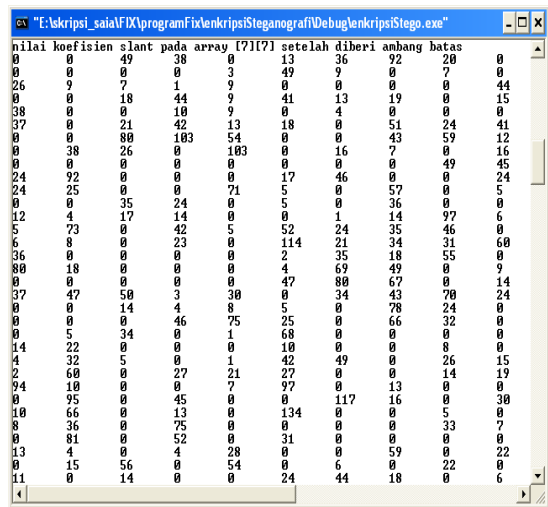 "E:\skripsi_saia\FIX\programFix\enkripsiSteganografi\Debug\enkripsiStego.exe"
nilai koefisien slant pada array [7][7] setelah diberi ambang batas
0 0 49 38 0 13 36 92 20 0
0 0 0 0 3 49 9 0 7 0
26 9 7 1 9 0 0 0 0 44
0 0 18 44 9 41 13 19 0 15
38 0 0 10 9 0 4 0 0 0
37 0 21 42 13 18 0 51 24 41
0 0 80 103 54 0 0 43 59 12
0 38 26 0 103 0 16 7 0 16
0 0 0 0 0 0 0 0 49 45
24 92 0 0 0 17 46 0 0 24
24 25 0 0 71 5 0 57 0 5
0 0 35 24 0 5 0 36 0 0
12 4 17 14 0 0 1 14 97 6
5 73 0 42 5 52 24 35 46 0
6 8 0 23 0 114 21 34 31 60
36 0 0 0 0 2 35 18 55 0
80 18 0 0 0 4 69 49 0 9
0 0 0 0 0 47 80 67 0 14
37 47 50 3 30 0 34 43 70 24
0 0 14 4 8 5 0 78 24 0
0 0 0 46 75 25 0 66 32 0
0 5 34 0 1 68 0 0 0 0
14 22 0 0 0 10 0 0 8 0
4 32 5 0 1 42 49 0 26 15
2 60 0 27 21 27 0 0 14 19
94 10 0 0 7 97 0 13 0 0
0 95 0 45 0 0 117 16 0 30
10 66 0 13 0 134 0 0 5 0
8 36 0 75 0 0 0 0 33 7
0 81 0 52 0 31 0 0 0 0
13 4 0 4 28 0 0 59 0 22
0 15 56 0 54 0 6 0 22 0
11 0 14 0 0 24 44 18 0 6